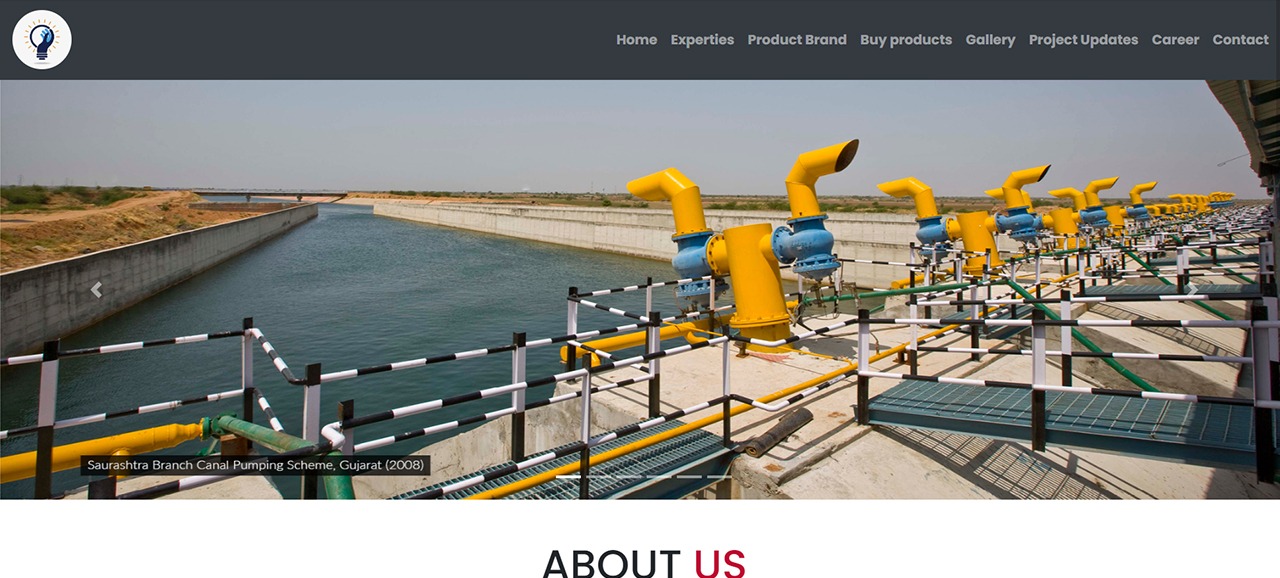 Home Experties Product Brand Buy products Gallery Project Updates Career Contact
Saurashtra Branch Canal Pumping Scheme, Gujarat (2008)
ABOUT US